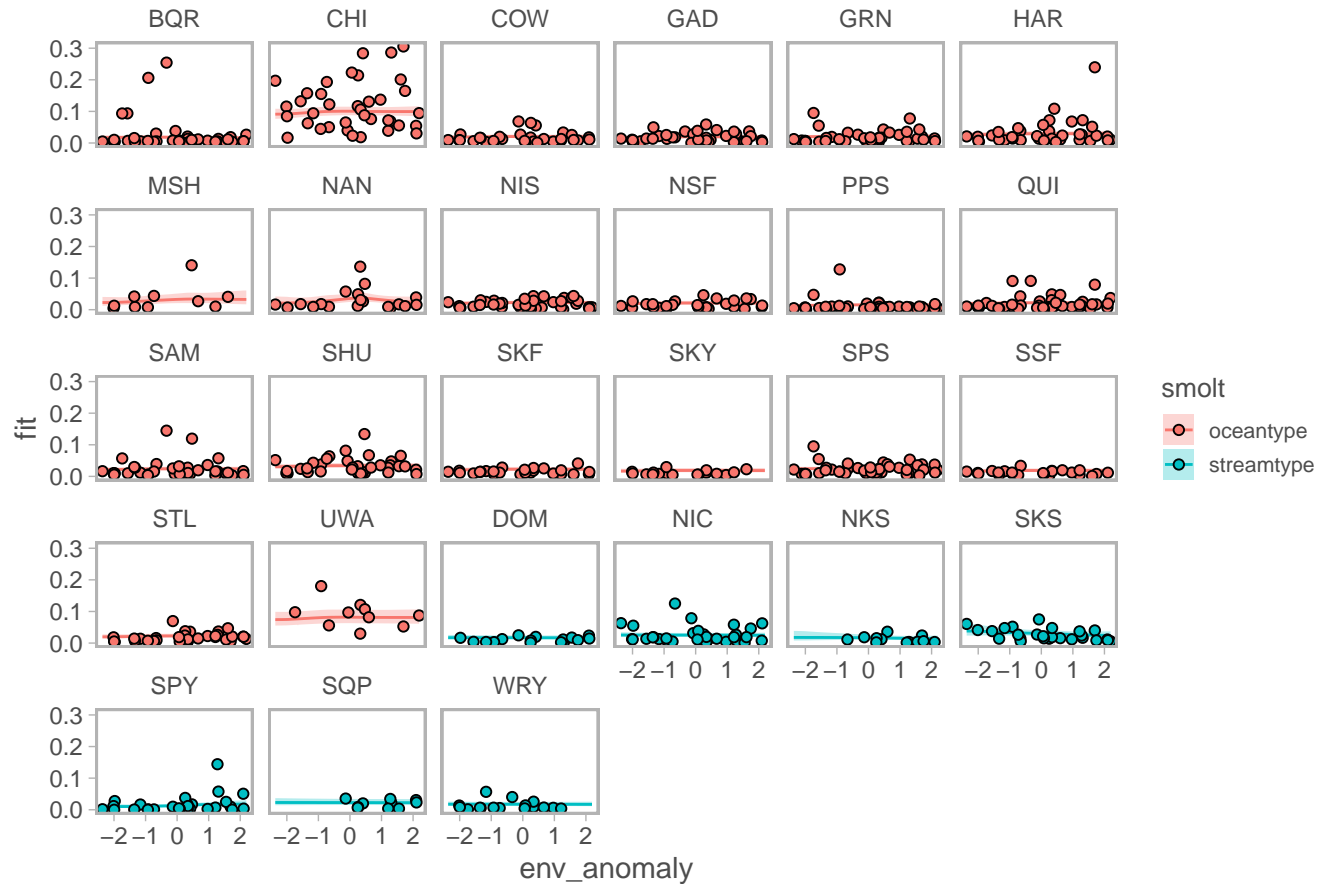 BQR CHI COW GAD GRN HAR
0.3
0.2
0.1
0.0
MSH NAN NIS NSF PPS QUI
0.3
0.2
0.1
0.0
SAM SHU SKF SKY SPS SSF
0.3
0.2
0.1
0.0
smolt
oceantype
streamtype
fit
STL UWA DOM NIC NKS SKS
0.3
0.2
0.1
0.0
−2 −1 0 1 2 −2 −1 0 1 2 −2 −1 0 1 2
SPY SQP WRY
0.3
0.2
0.1
0.0
−2 −1 0 1 2 −2 −1 0 1 2 −2 −1 0 1 2
env_anomaly